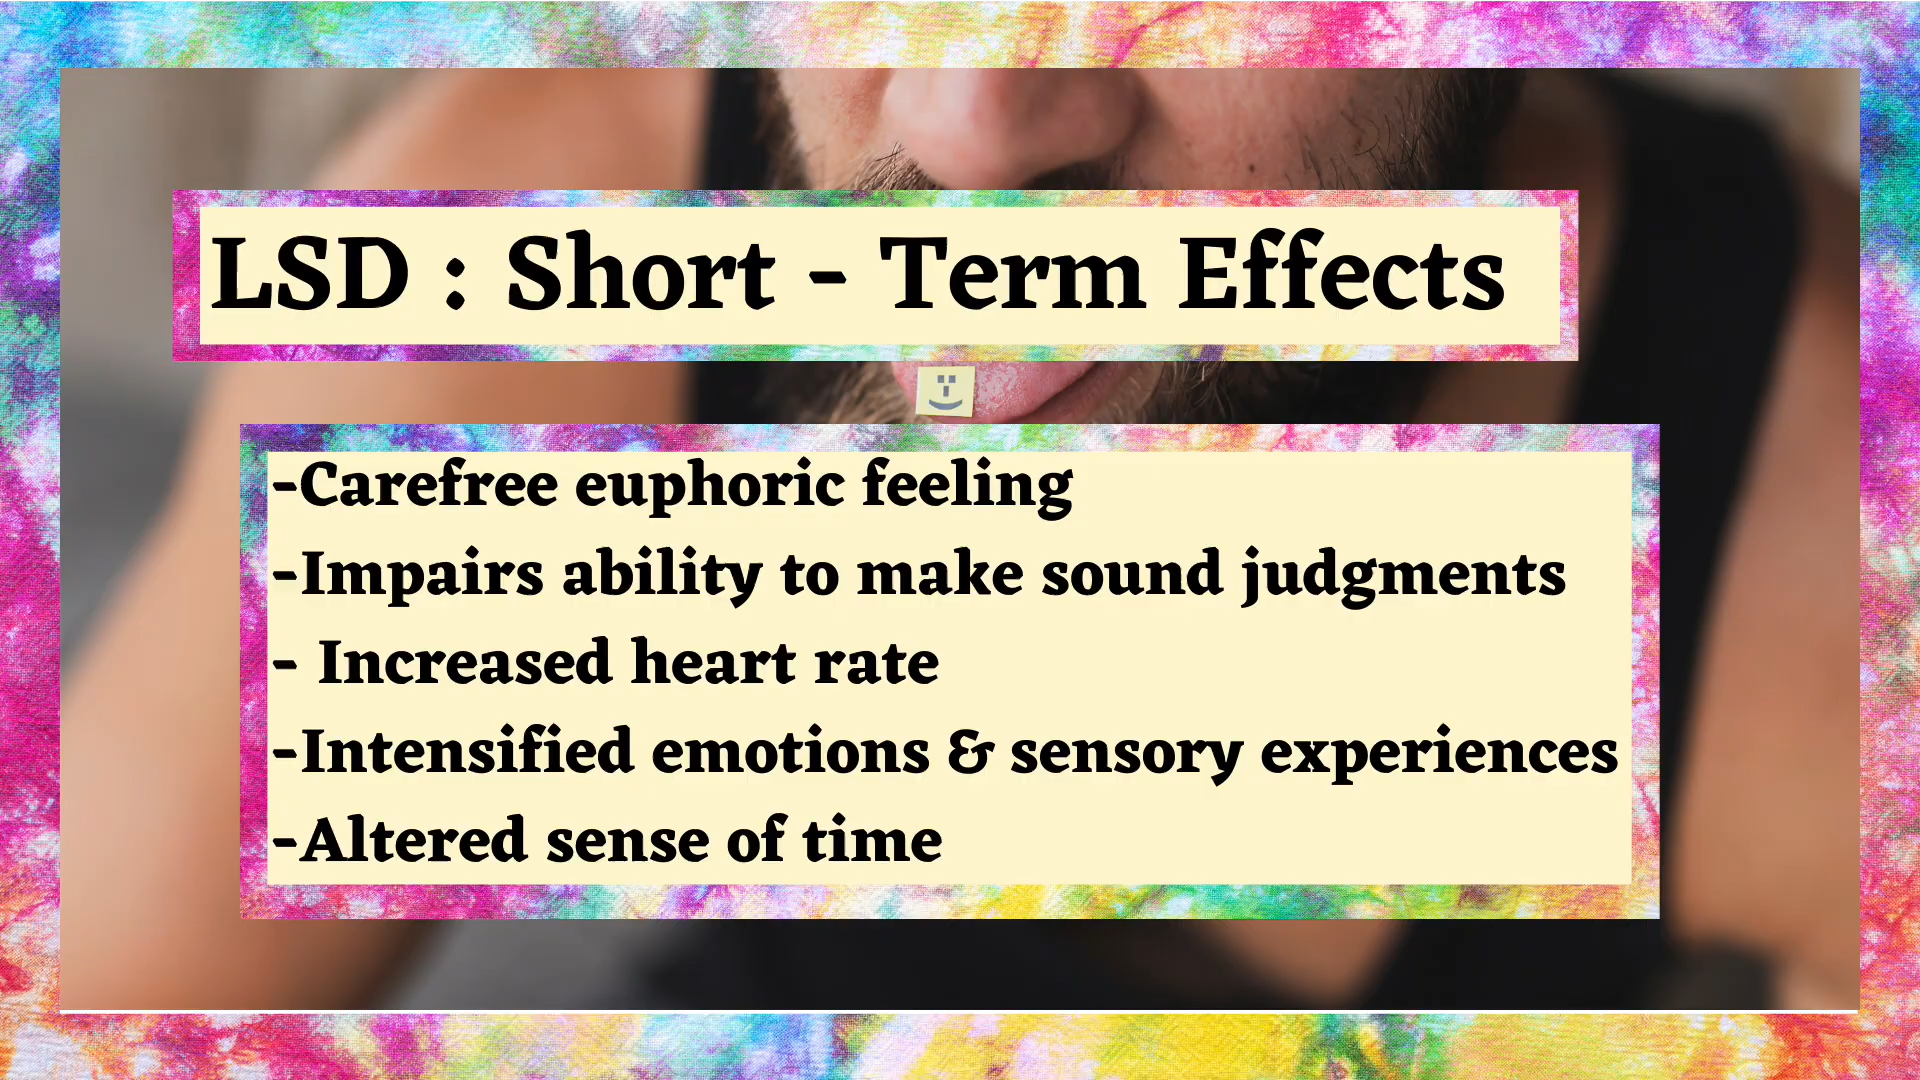 LSD : Short - Term Effects
-Carefree euphoric feeling
-Impairs ability to make sound judgments
- Increased heart rate
-Intensified emotions & sensory experiences
-Altered sense of time